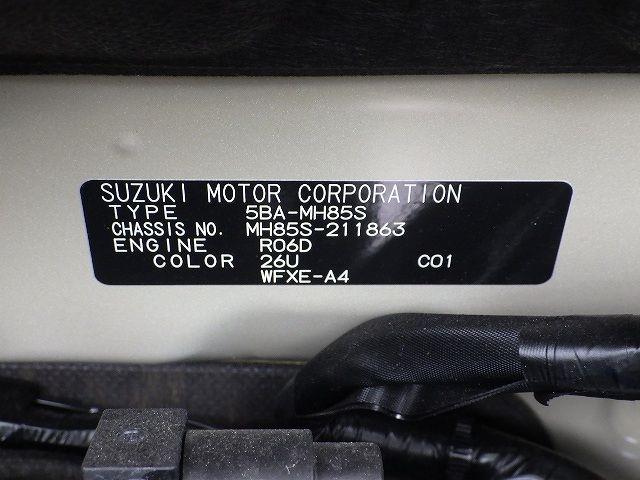 SUZUKI MOTOR CORPORATION
TYPE 5BA-MH85S
CHASSIS NO. MH85S-211863
ENGINE R06D
COLOR 26U C01
WFXE-A4